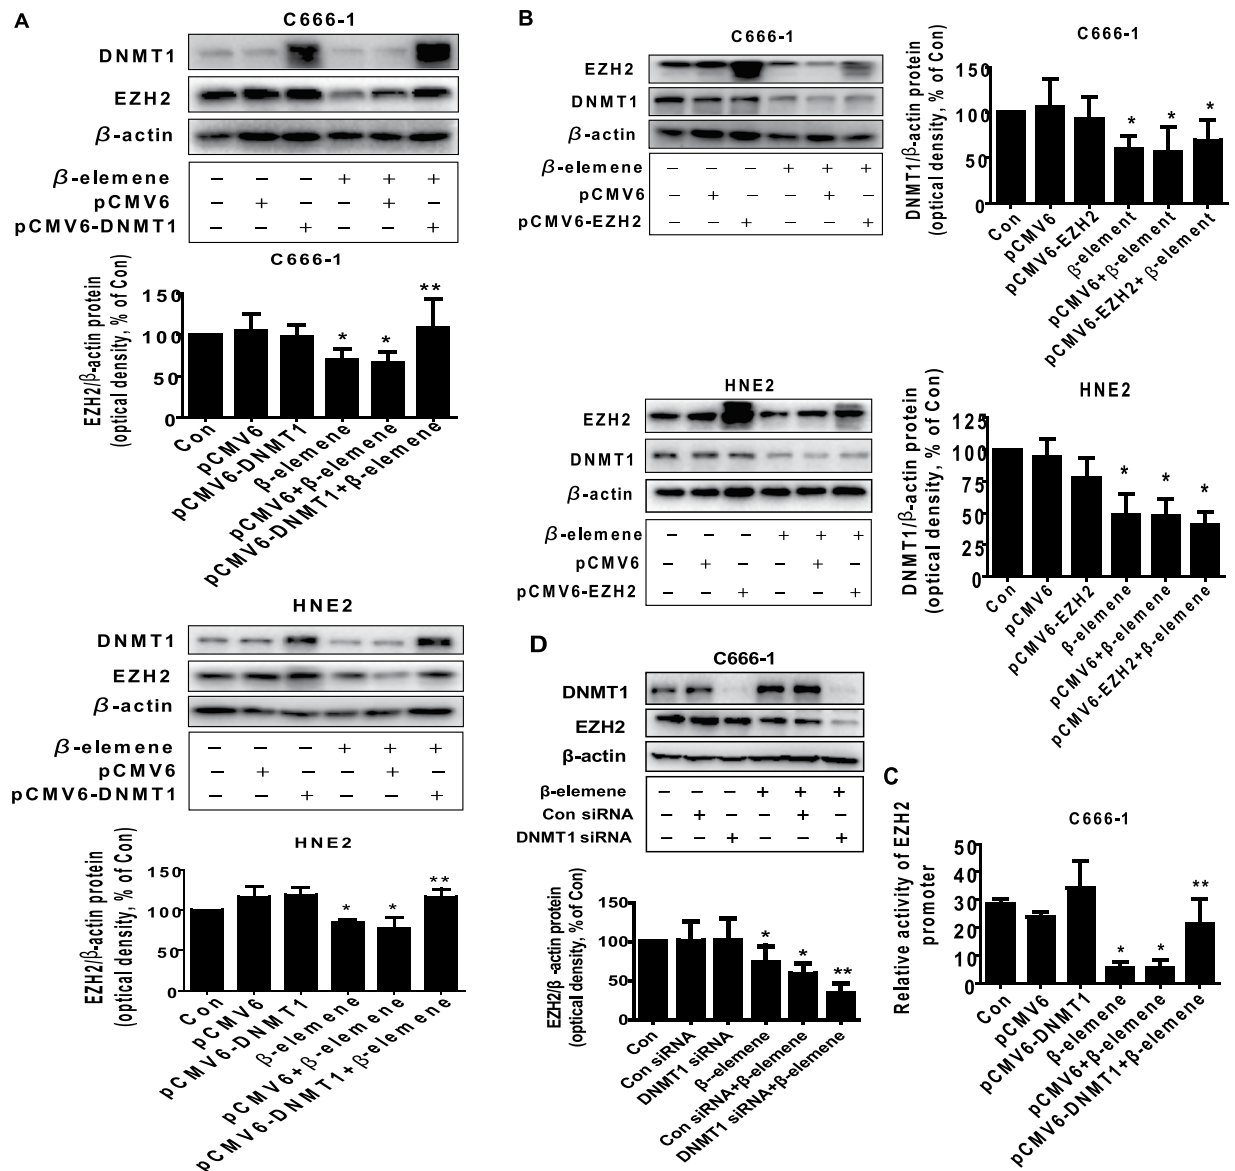 A
C666-1
DNMT1
EZH2
β-actin
β-elemene – – – + + +
pCMV6 – + – – + –
pCMV6-DNMT1 – – + – – +
C666-1
EZH2/β-actin protein
(optical density, % of Con)
150
100
50
0
* * **
Con
pCMV6
pCMV6-DNMT1
β-elemene
pCMV6+β-elemene
pCMV6-DNMT1+β-elemene
HNE2
DNMT1
EZH2
β-actin
β-elemene – – – + + +
pCMV6 – + – – + –
pCMV6-DNMT1 – – + – – +
HNE2
EZH2/β-actin protein
(optical density, % of Con)
150
100
50
0
* * **
Con
pCMV6
pCMV6-DNMT1
β-elemene
pCMV6+β-elemene
pCMV6-DNMT1+β-elemene
B
C666-1
EZH2
DNMT1
β-actin
β-elemene – – – + + +
pCMV6 – + – – + –
pCMV6-EZH2 – – + – – +
C666-1
DNMT1/β-actin protein
(optical density, % of Con)
150
100
50
0
* * *
Con
pCMV6
pCMV6-EZH2
β-element
pCMV6+β-element
pCMV6-EZH2+ β-element
HNE2
EZH2
DNMT1
β-actin
β-elemene – – – + + +
pCMV6 – + – – + –
pCMV6-EZH2 – – + – – +
HNE2
DNMT1/β-actin protein
(optical density, % of Con)
125
100
75
50
25
0
* * *
Con
pCMV6
pCMV6-EZH2
β-elemene
pCMV6+β-elemene
pCMV6-EZH2+β-elemene
D
C666-1
DNMT1
EZH2
β-actin
β-elemene – – – + + +
Con siRNA – + – – + –
DNMT1 siRNA – – + – – +
EZH2/β -actin protein
(optical density, %of Con)
150
100
50
0
* * **
Con
Con siRNA
DNMT1 siRNA
β--elemene
Con siRNA+β-elemene
DNMT1 siRNA+β-elemene
C
C666-1
Relative activity of EZH2
promoter
50
40
30
20
10
0
* * **
Con
pCMV6
pCMV6-DNMT1
β-elemene
pCMV6+β-elemene
pCMV6-DNMT1+β-elemene